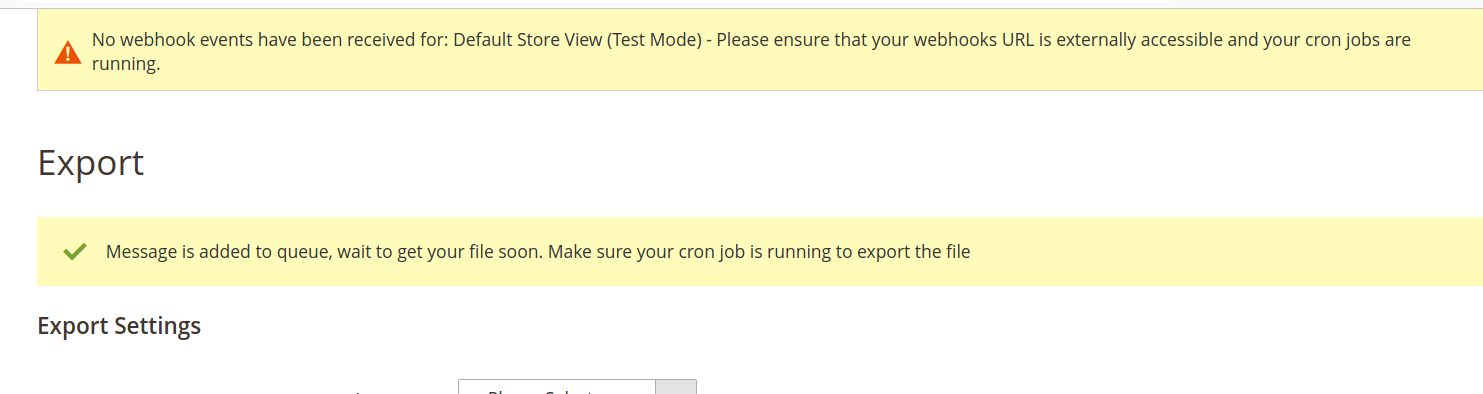 No webhook events have been received for: Default Store View (Test Mode) - Please ensure that your webhooks URL is externally accessible and your cron jobs are
running.
Export
Message is added to queue, wait to get your file soon. Make sure your cron job is running to export the file
Export Settings